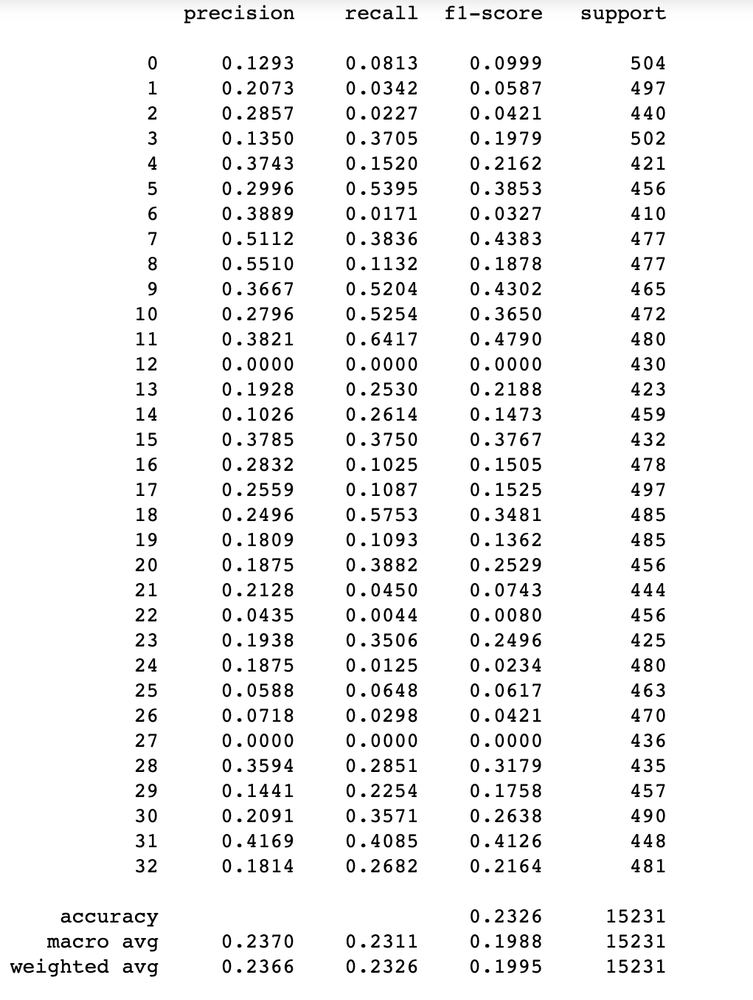 precision recall f1-score support
0 0.1293 0.0813 0.0999 504
1 0.2073 0.0342 0.0587 497
2 0.2857 0.0227 0.0421 440
3 0.1350 0.3705 0.1979 502
4 0.3743 0.1520 0.2162 421
5 0.2996 0.5395 0.3853 456
6 0.3889 0.0171 0.0327 410
7 0.5112 0.3836 0.4383 477
8 0.5510 0.1132 0.1878 477
9 0.3667 0.5204 0.4302 465
10 0.2796 0.5254 0.3650 472
11 0.3821 0.6417 0.4790 480
12 0.0000 0.0000 0.0000 430
13 0.1928 0.2530 0.2188 423
14 0.1026 0.2614 0.1473 459
15 0.3785 0.3750 0.3767 432
16 0.2832 0.1025 0.1505 478
17 0.2559 0.1087 0.1525 497
18 0.2496 0.5753 0.3481 485
19 0.1809 0.1093 0.1362 485
20 0.1875 0.3882 0.2529 456
21 0.2128 0.0450 0.0743 444
22 0.0435 0.0044 0.0080 456
23 0.1938 0.3506 0.2496 425
24 0.1875 0.0125 0.0234 480
25 0.0588 0.0648 0.0617 463
26 0.0718 0.0298 0.0421 470
27 0.0000 0.0000 0.0000 436
28 0.3594 0.2851 0.3179 435
29 0.1441 0.2254 0.1758 457
30 0.2091 0.3571 0.2638 490
31 0.4169 0.4085 0.4126 448
32 0.1814 0.2682 0.2164 481
accuracy 0.2326 15231
macro avg 0.2370 0.2311 0.1988 15231
weighted avg 0.2366 0.2326 0.1995 15231